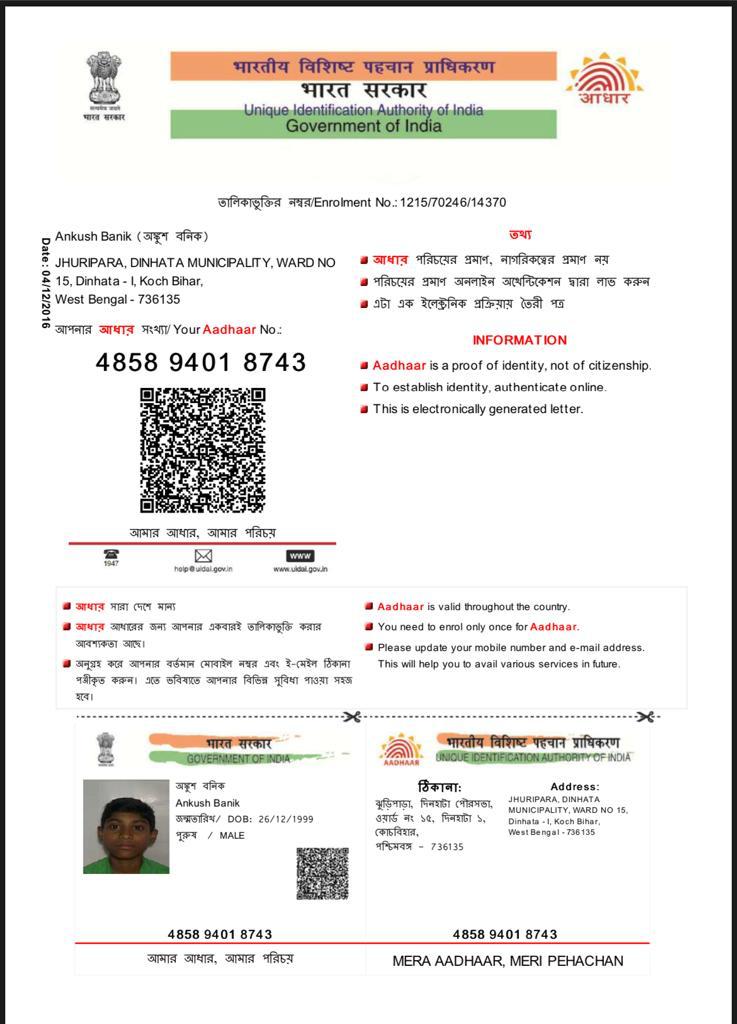 भारतीय विशिष्ट पहचान प्राधिकरण
भारत सरकार
Unique Identification Authority of India
Government of India
सत्यमेव जयते
भारत सरकार
आधार
তালিকাভুক্তির নম্বর/Enrolment No.: 1215/70246/14370
Date: 04/12/2016
Ankush Banik (অঙ্কুশ বনিক)
JHURIPARA, DINHATA MUNICIPALITY, WARD NO
15, Dinhata - I, Koch Bihar,
West Bengal - 736135
আপনার আধার সংখ্যা/ Your Aadhaar No.:
4858 9401 8743
আমার আধার, আমার পরিচয়
1947
help@uidai.gov.in
www
www.uidai.gov.in
তথ্য
আধার পরিচয়ের প্রমাণ, নাগরিকত্বের প্রমাণ নয়
পরিচয়ের প্রমাণ অনলাইন অথেন্টিকেশন দ্বারা লাভ করুন
এটা এক ইলেক্ট্রনিক প্রক্রিয়ায় তৈরী পত্র
INFORMATION
Aadhaar is a proof of identity, not of citizenship.
To establish identity, authenticate online.
This is electronically generated letter.
আধার সারা দেশে মান্য
আধার আধারের জন্য আপনার একবারই তালিকাভুক্তি করার
আবশ্যকতা আছে।
অনুগ্রহ করে আপনার বর্তমান মোবাইল নম্বর এবং ই-মেইল ঠিকানা
পঞ্জীকৃত করুন। এতে ভবিষ্যতে আপনার বিভিন্ন সুবিধা পাওয়া সহজ
হবে।
Aadhaar is valid throughout the country.
You need to enrol only once for Aadhaar.
Please update your mobile number and e-mail address.
This will help you to avail various services in future.
भारत सरकार
GOVERNMENT OF INDIA
অঙ্কুশ বনিক
Ankush Banik
জন্মতারিখ/ DOB: 26/12/1999
পুরুষ / MALE
4858 9401 8743
আমার আধার, আমার পরিচয়
AADHAAR
भारतीय विशिष्ट पहचान प्राधिकरण
UNIQUE IDENTIFICATION AUTHORITY OF INDIA
ঠিকানা:
ঝুড়িপাড়া, দিনহাটা পৌরসভা,
ওয়ার্ড নং ১৫, দিনহাটা ১,
কোচবিহার,
পশ্চিমবঙ্গ - 736135
Address:
JHURIPARA, DINHATA
MUNICIPALITY, WARD NO 15,
Dinhata - I, Koch Bihar,
West Bengal - 736135
4858 9401 8743
MERA AADHAAR, MERI PEHACHAN